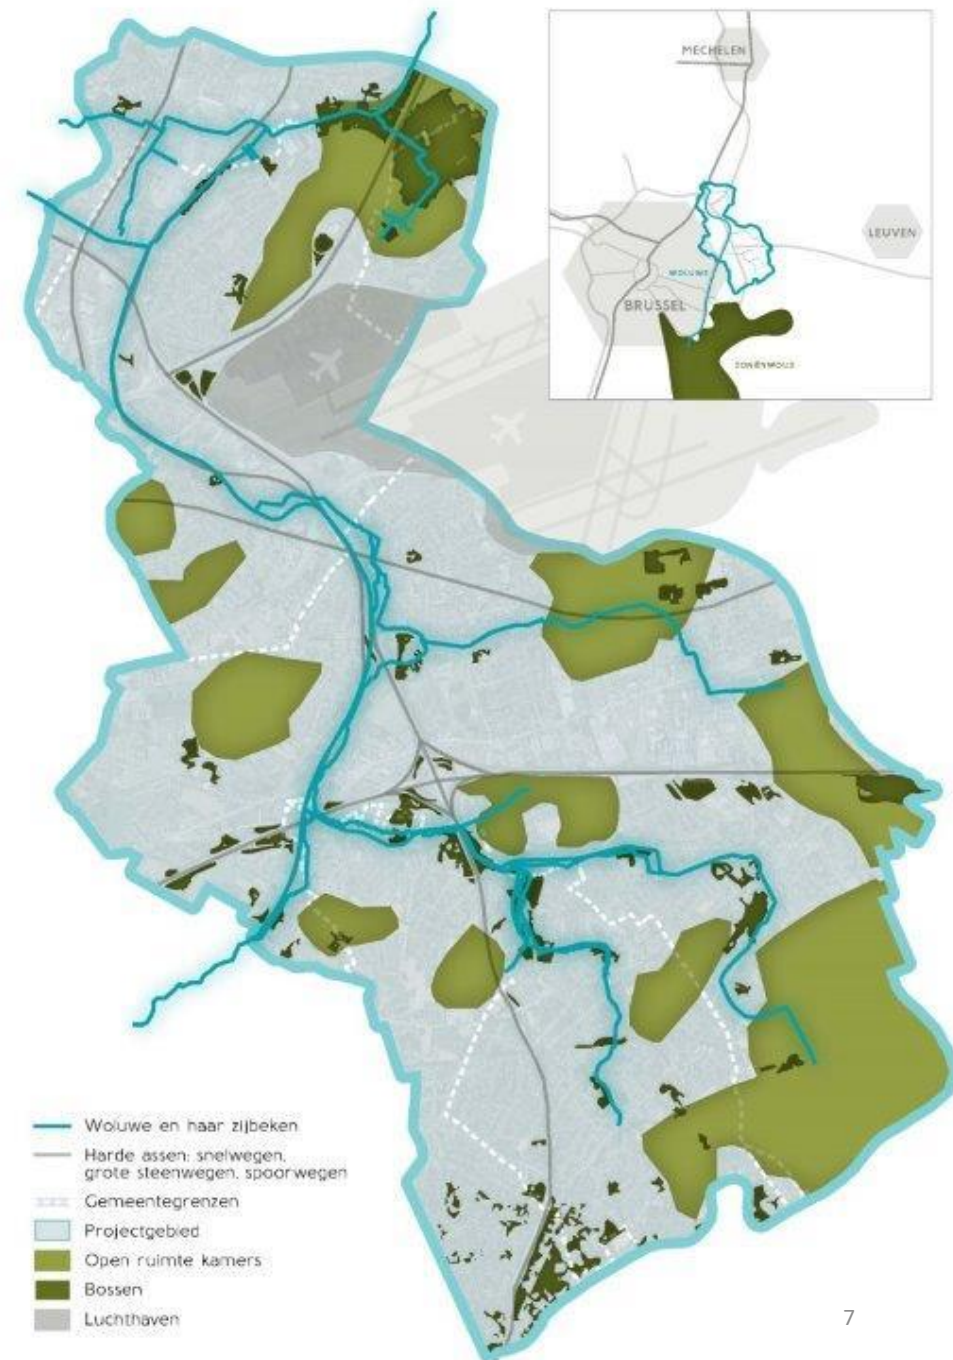 MECHELEN
LEUVEN
WOLUWE
BRUSSEL
ZONIËNWOUD
Woluwe en haar zijbeken
Harde assen: snelwegen,
grote steenwegen, spoorwegen
Gemeentegrenzen
Projectgebied
Open ruimte kamers
Bossen
Luchthaven
7